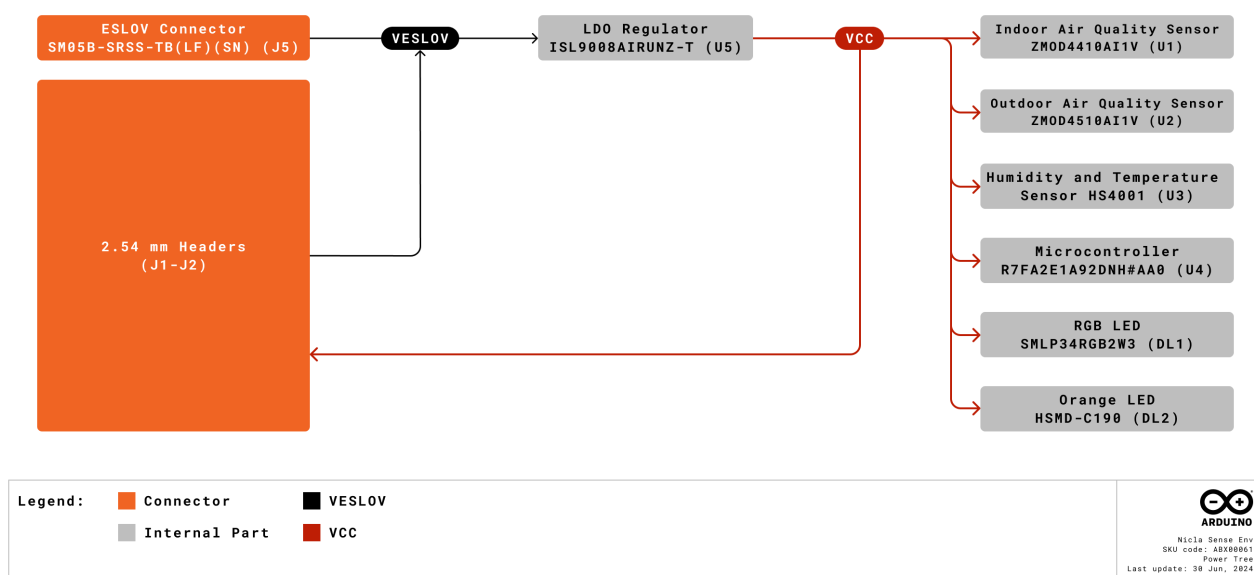 ESLOV Connector
SM05B-SRSS-TB(LF)(SN) (J5)
VESLOV
LDO Regulator
ISL9008AIRUNZ-T (U5)
VCC
Indoor Air Quality Sensor
ZMOD4410AI1V (U1)
Outdoor Air Quality Sensor
ZMOD4510AI1V (U2)
Humidity and Temperature
Sensor HS4001 (U3)
2.54 mm Headers
(J1-J2)
Microcontroller
R7FA2E1A92DNH#AA0 (U4)
RGB LED
SMLP34RGB2W3 (DL1)
Orange LED
HSMD-C190 (DL2)
Legend:
Connector
VESLOV
Internal Part
VCC
ARDUINO
Nicla Sense Env
SKU code: ABX00061
Power Tree
Last update: 30 Jun, 2024